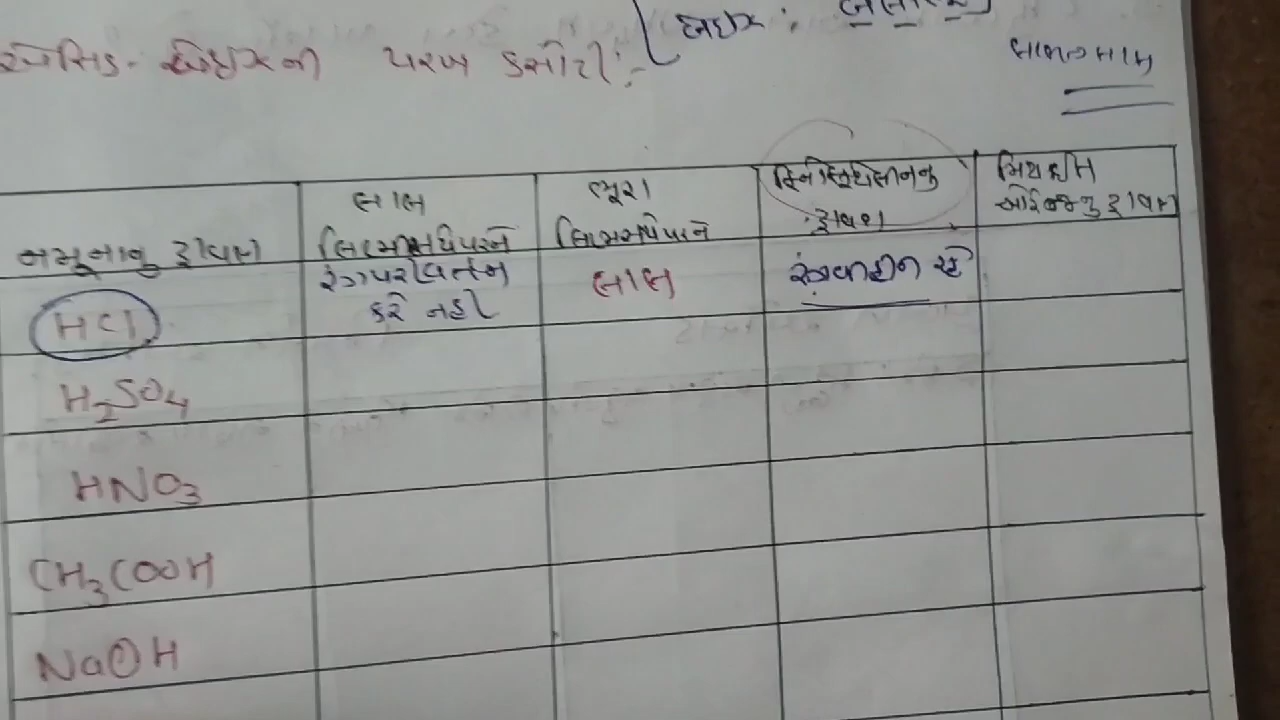 એસિડ-બેઇઝની પરખ કસોટી:-
બેઇઝ :
લાલ
ભૂરા
ફિનોલ્ફથેલીનનુ
મિથાઇલ
નમૂનાનુ દ્રાવણ
લિટમસપેપરને
લિટમસપેપરને
દ્રાવણ
ઓરેન્જનુ દ્રાવણ
HCl
રંગપરીવર્તન
કરે નહી
લાલ
રંગવિહીન રહે
H2SO4
HNO3
CH3COOH
NaOH